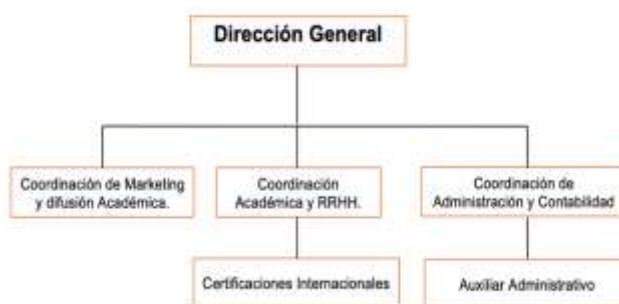 Dirección General
Coordinación de Marketing
y difusión Académica.
Coordinación
Académica y RRHH.
Coordinación de
Administración y Contabilidad
Certificaciones Internacionales
Auxiliar Administrativo